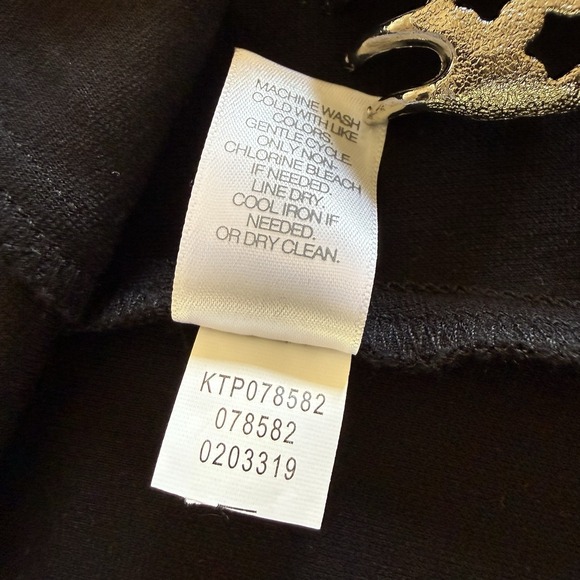 MACHINE WASH
COLD WITH LIKE
COLORS.
GENTLE CYCLE.
ONLY NON-
CHLORINE BLEACH
IF NEEDED.
LINE DRY.
COOL IRON IF
NEEDED.
OR DRY CLEAN.
KTP078582
078582
0203319